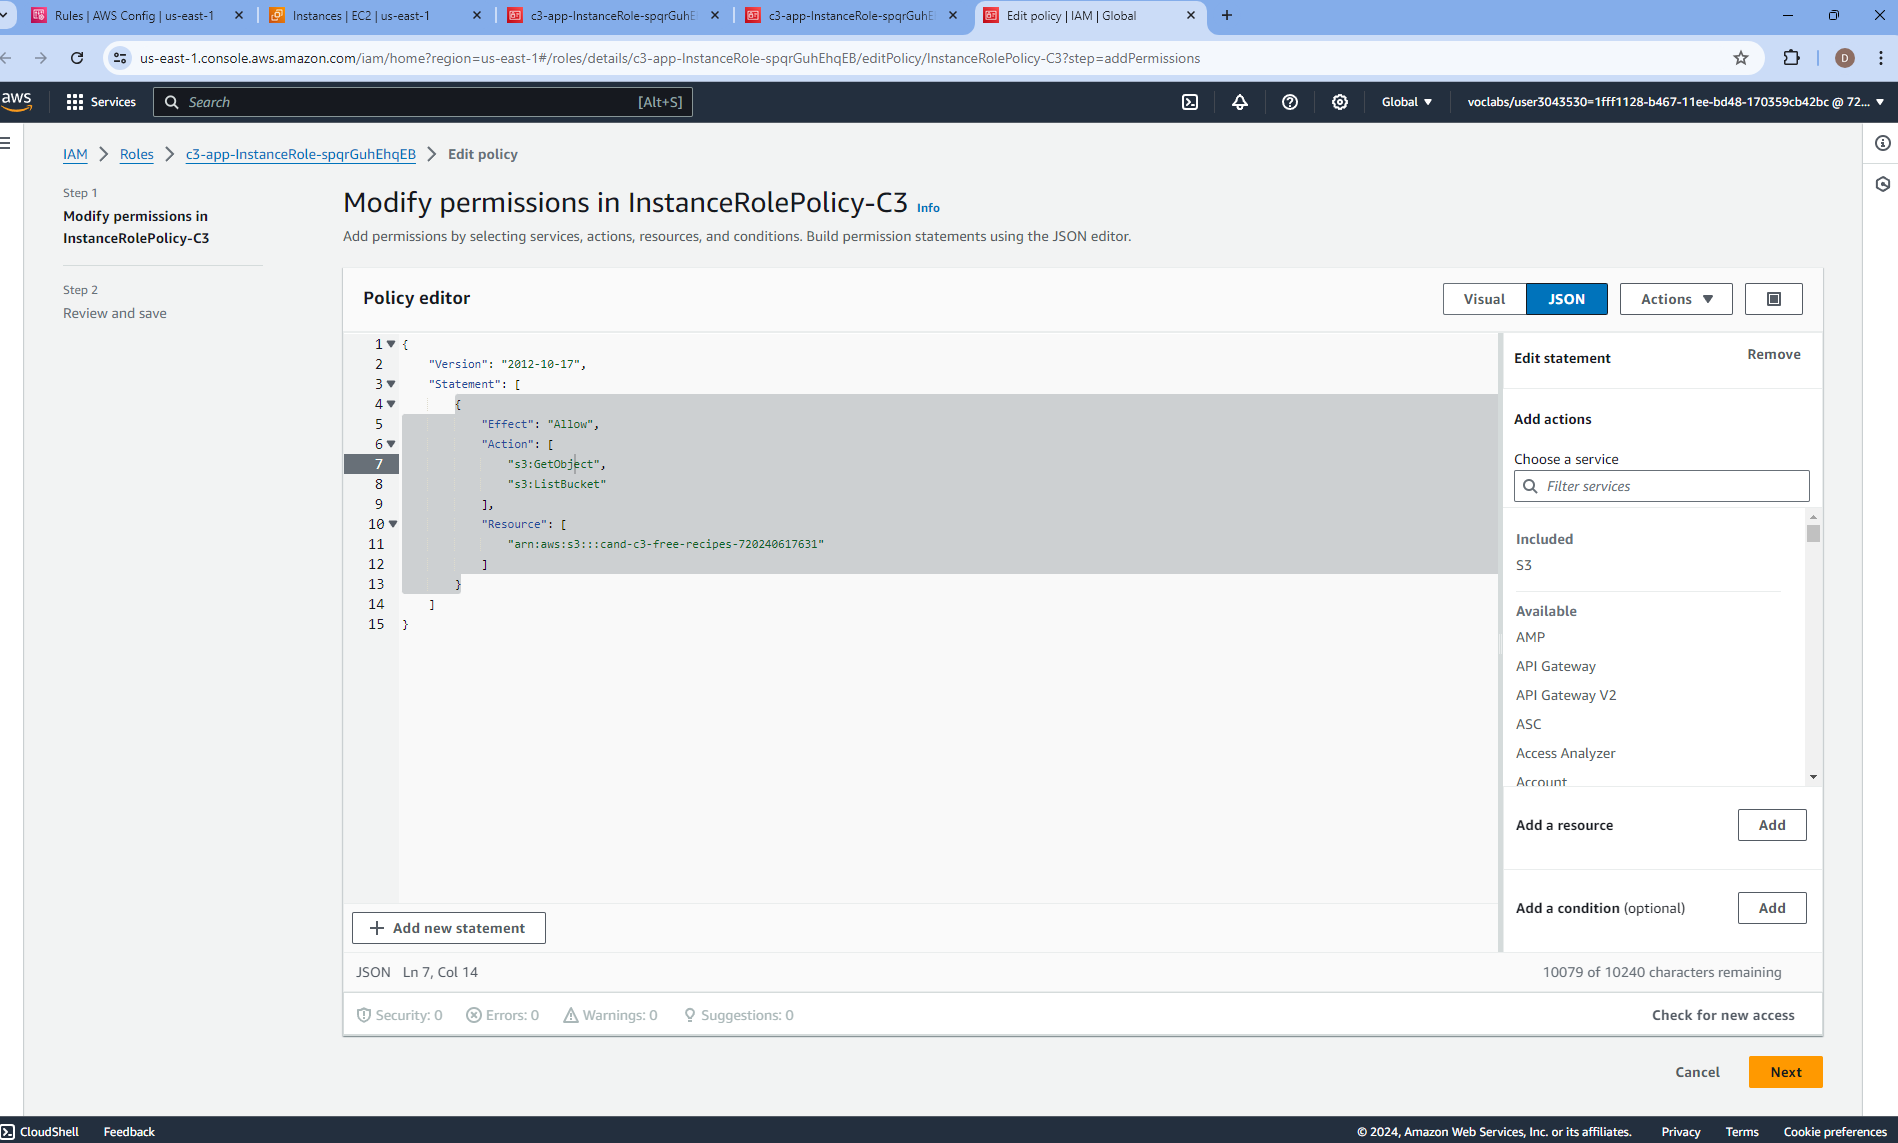 Rules | AWS Config | us-east-1
Instances | EC2 | us-east-1
c3-app-InstanceRole-spqrGuhE
c3-app-InstanceRole-spqrGuhE
Edit policy | IAM | Global
us-east-1.console.aws.amazon.com/iam/home?region=us-east-1#/roles/details/c3-app-InstanceRole-spqrGuhEhqEB/editPolicy/InstanceRolePolicy-C3?step=addPermissions
D
aws
Services
Search
[Alt+S]
Global
voclabs/user3043530=1fff1128-b467-11ee-bd48-170359cb42bc @ 72...
IAM
Roles
c3-app-InstanceRole-spqrGuhEhqEB
Edit policy
Step 1
Modify permissions in
InstanceRolePolicy-C3
Step 2
Review and save
Modify permissions in InstanceRolePolicy-C3 Info
Add permissions by selecting services, actions, resources, and conditions. Build permission statements using the JSON editor.
Policy editor
Visual
JSON
Actions
1 {
2 "Version": "2012-10-17",
3 "Statement": [
4 {
5 "Effect": "Allow",
6 "Action": [
7 "s3:GetObject",
8 "s3:ListBucket"
9 ],
10 "Resource": [
11 "arn:aws:s3:::cand-c3-free-recipes-720240617631"
12 ]
13 }
14 ]
15 }
Edit statement
Remove
Add actions
Choose a service
Filter services
Included
S3
Available
AMP
API Gateway
API Gateway V2
ASC
Access Analyzer
Account
Add a resource
Add
Add a condition (optional)
Add
+ Add new statement
JSON Ln 7, Col 14
10079 of 10240 characters remaining
Security: 0
Errors: 0
Warnings: 0
Suggestions: 0
Check for new access
Cancel
Next
CloudShell
Feedback
© 2024, Amazon Web Services, Inc. or its affiliates.
Privacy
Terms
Cookie preferences